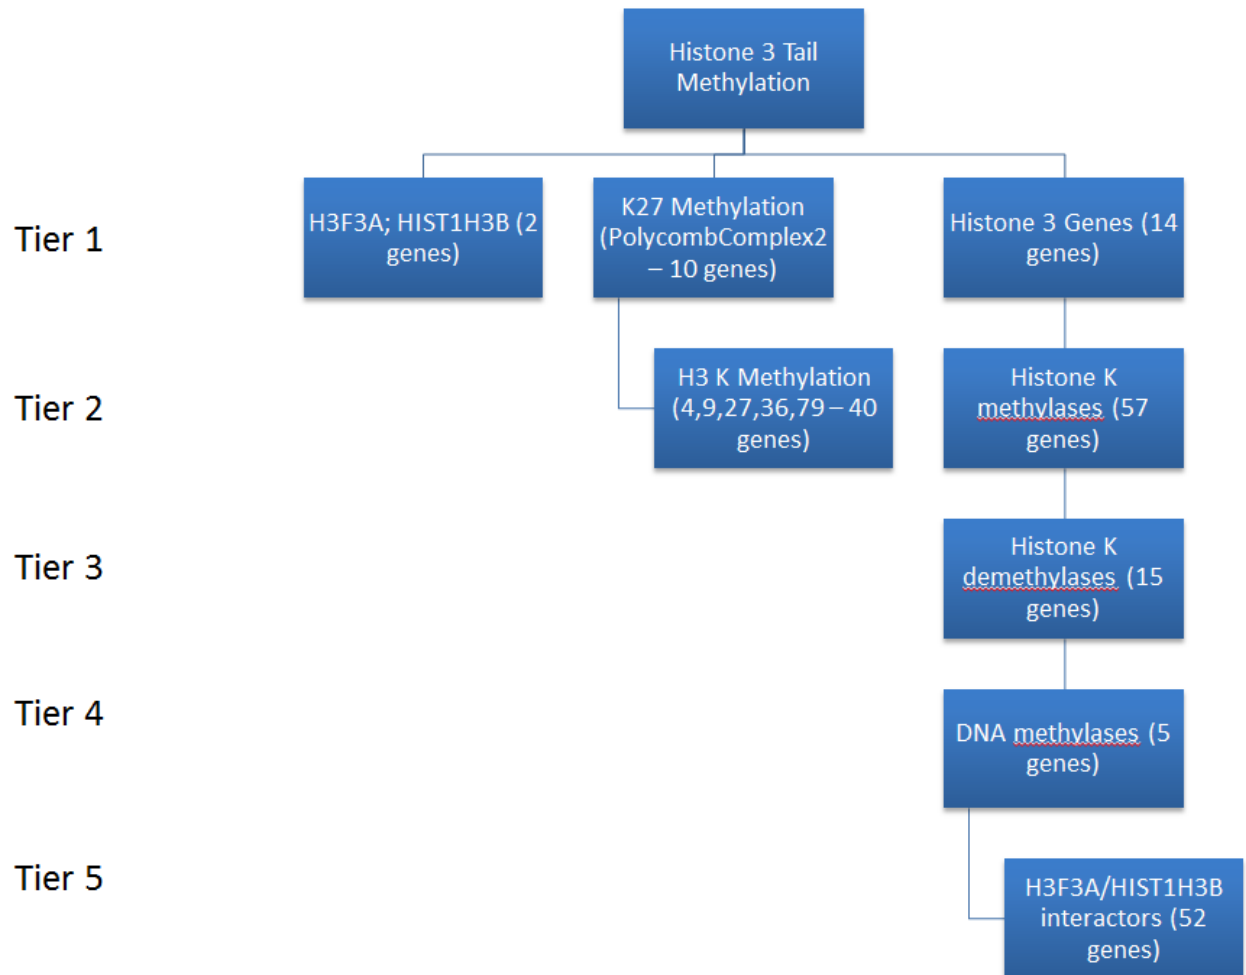 Histone 3 Tail
Methylation
Tier 1
H3F3A; HIST1H3B (2
genes)
K27 Methylation
(PolycombComplex2
– 10 genes)
Histone 3 Genes (14
genes)
Tier 2
H3 K Methylation
(4,9,27,36,79 – 40
genes)
Histone K
methylases (57
genes)
Tier 3
Histone K
demethylases (15
genes)
Tier 4
DNA methylases (5
genes)
Tier 5
H3F3A/HIST1H3B
interactors (52
genes)